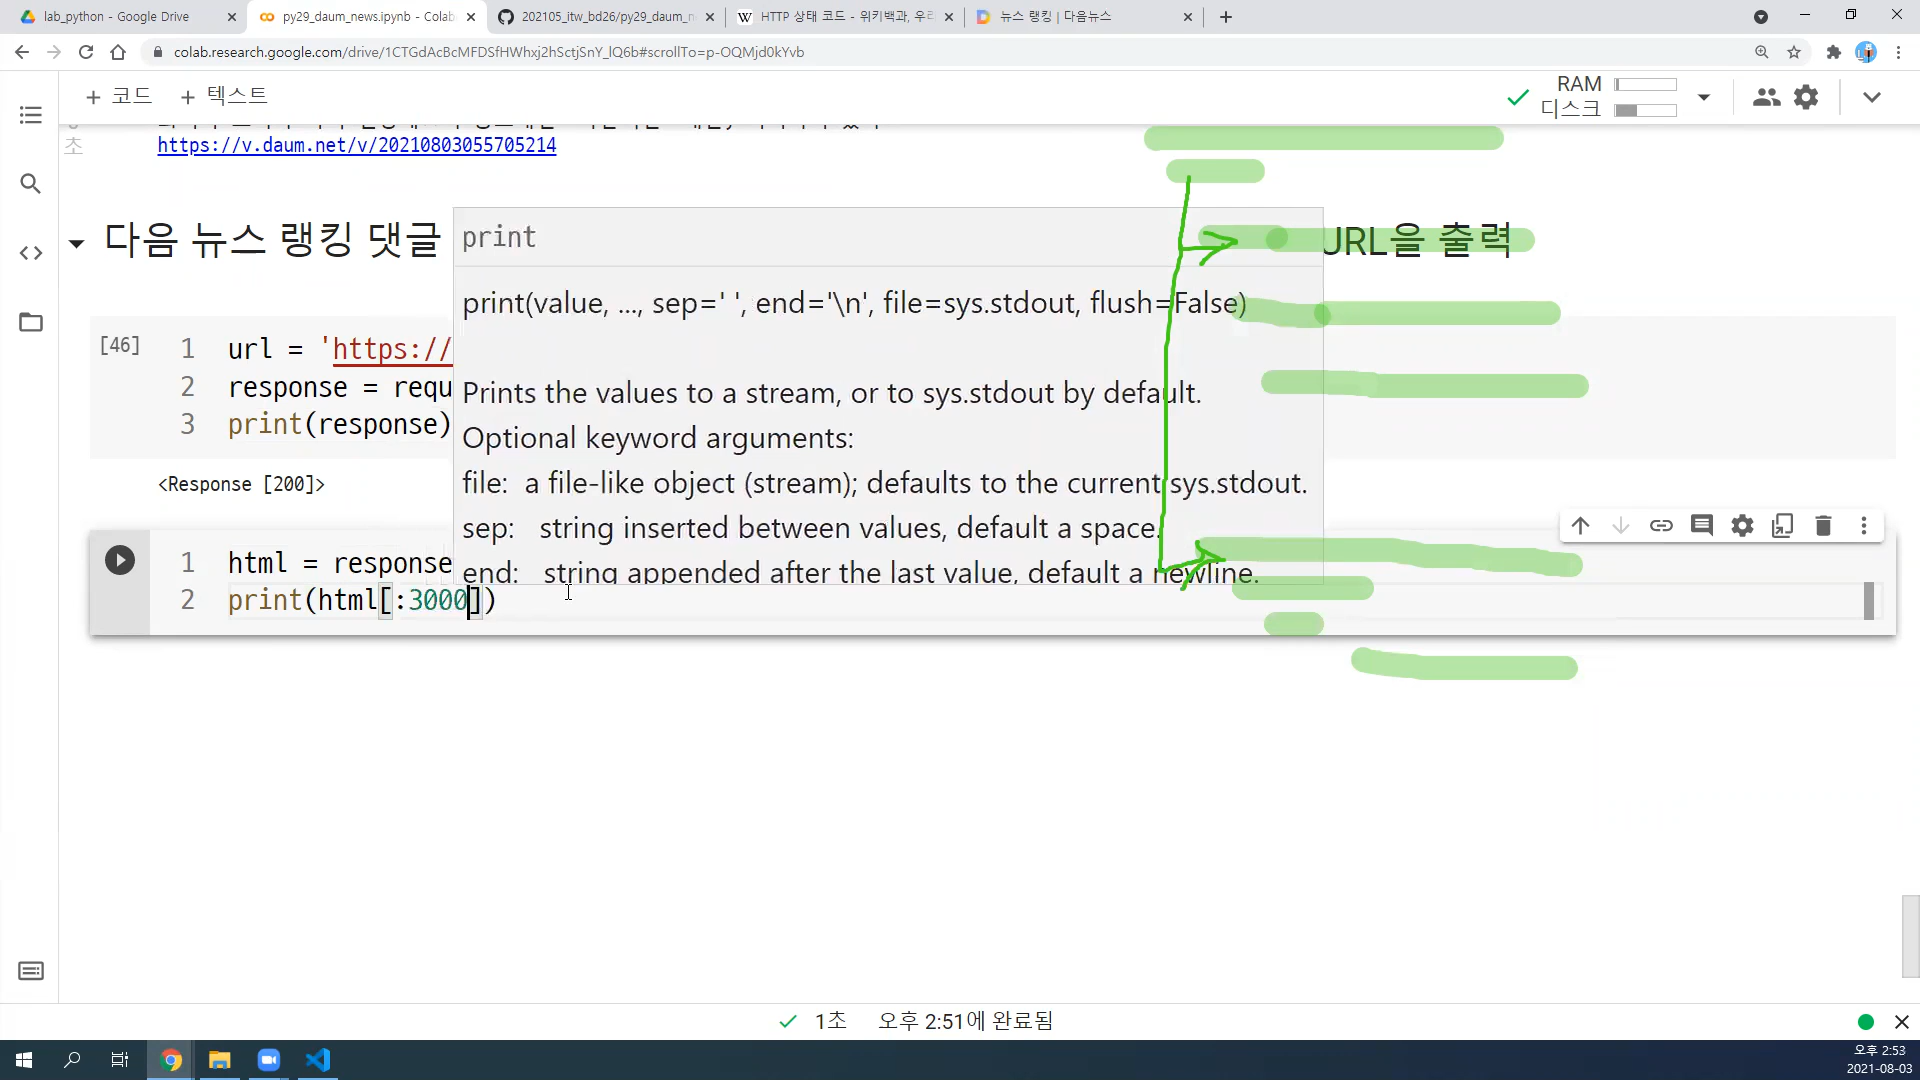 lab_python - Google Drive
py29_daum_news.ipynb - Colab
202105_itw_bd26/py29_daum_n
HTTP 상태 코드 - 위키백과, 우리
뉴스 랭킹 | 다음뉴스
colab.research.google.com/drive/1CTGdAcBcMFDSfHWhxj2hSctjSnY_lQ6b#scrollTo=p-OQMjd0kYvb
+ 코드
+ 텍스트
RAM
디스크
초
https://v.daum.net/v/20210803055705214
다음 뉴스 랭킹 댓글
URL을 출력
print
print(value, ..., sep=' ', end='\n', file=sys.stdout, flush=False)
Prints the values to a stream, or to sys.stdout by default.
Optional keyword arguments:
file: a file-like object (stream); defaults to the current sys.stdout.
sep: string inserted between values, default a space.
end: string appended after the last value, default a newline.
[46]
1 url = 'https://
2 response = requ
3 print(response)
<Response [200]>
1 html = response
2 print(html[:3000])
1초 오후 2:51에 완료됨
오후 2:53
2021-08-03